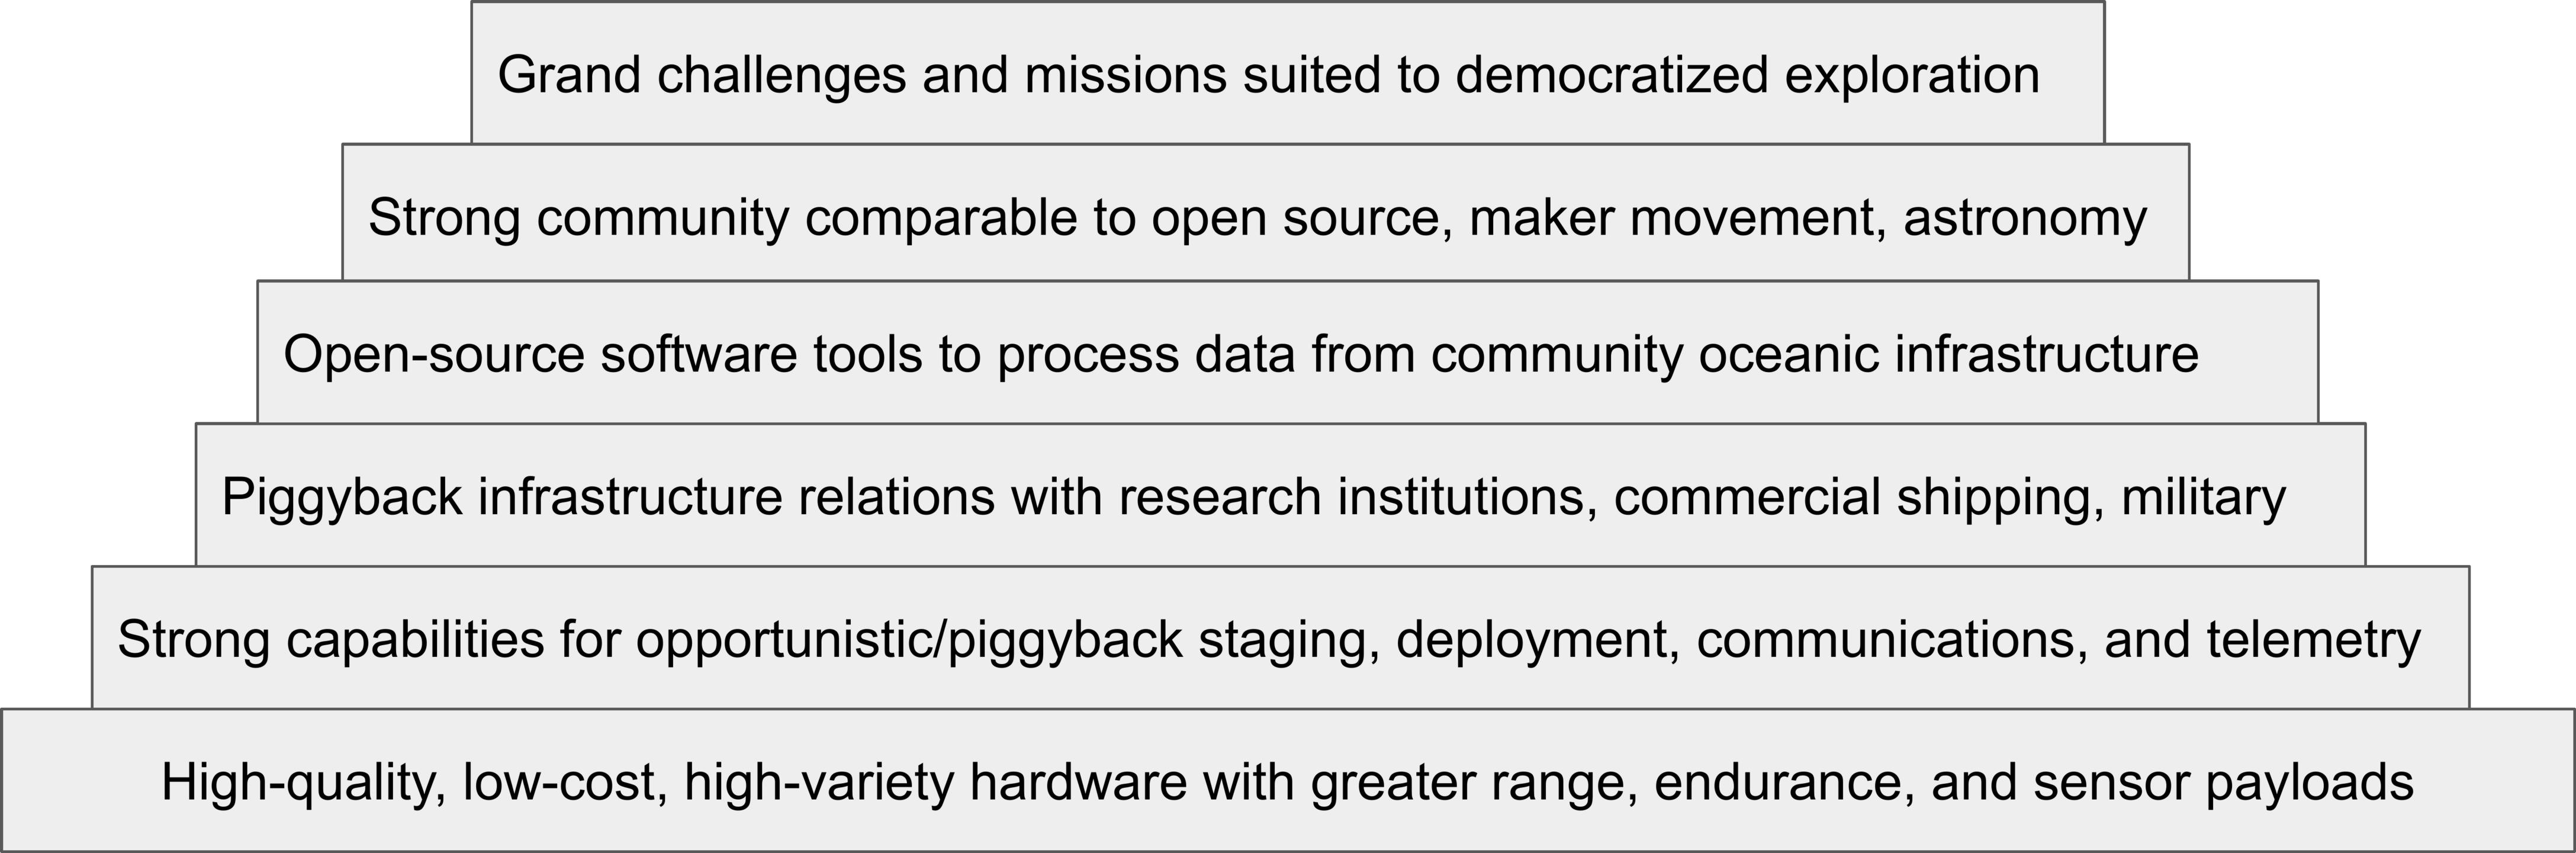 Grand challenges and missions suited to democratized exploration
Strong community comparable to open source, maker movement, astronomy
Open-source software tools to process data from community oceanic infrastructure
Piggyback infrastructure relations with research institutions, commercial shipping, military
Strong capabilities for opportunistic/piggyback staging, deployment, communications, and telemetry
High-quality, low-cost, high-variety hardware with greater range, endurance, and sensor payloads